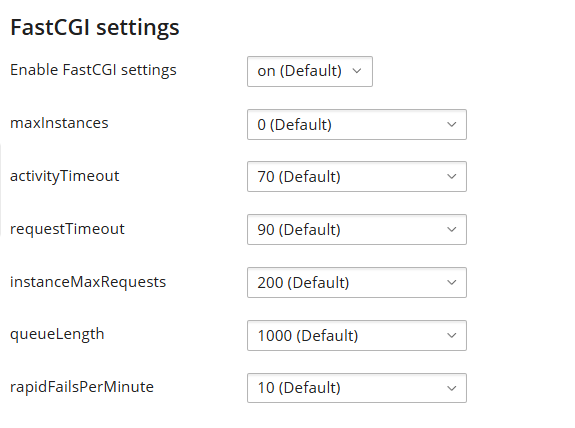 FastCGI settings
Enable FastCGI settings on (Default)
maxInstances 0 (Default)
activityTimeout 70 (Default)
requestTimeout 90 (Default)
instanceMaxRequests 200 (Default)
queueLength 1000 (Default)
rapidFailsPerMinute 10 (Default)